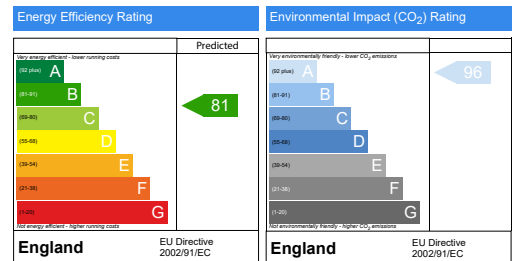 Energy Efficiency Rating
Predicted
Very energy efficient - lower running costs
(92 plus) A
(81-91) B
(69-80) C
(55-68) D
(39-54) E
(21-38) F
(1-20) G
81
Not energy efficient - higher running costs
England
EU Directive
2002/91/EC
Environmental Impact (CO₂) Rating
Very environmentally friendly - lower CO₂ emissions
(92 plus) A
(81-91) B
(69-80) C
(55-68) D
(39-54) E
(21-38) F
(1-20) G
96
Not environmentally friendly - higher CO₂ emissions
England
EU Directive
2002/91/EC